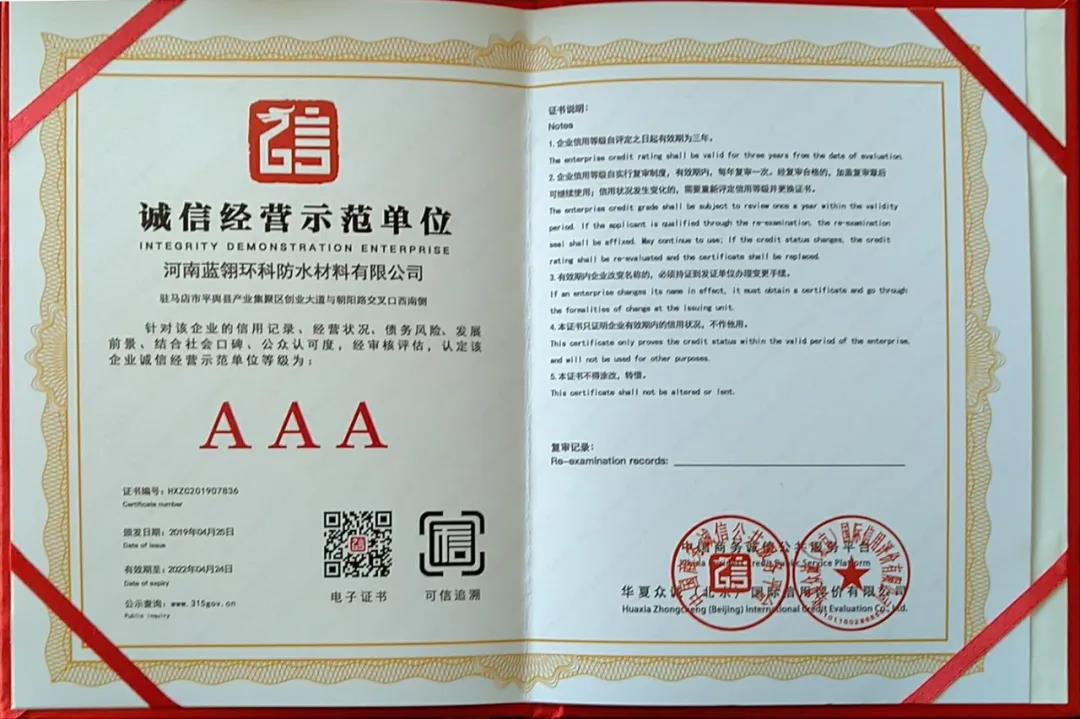 诚信经营示范单位
INTEGRITY DEMONSTRATION ENTERPRISE
河南蓝翎环科防水材料有限公司
驻马店市平舆县产业集聚区创业大道与朝阳路交叉口西南侧
针对该企业的信用记录、经营状况、债务风险、发展
前景、结合社会口碑、公众认可度,经审核评估,认定该
企业诚信经营示范单位等级为:
AAA
证书编号:HXZC201907836
Certificate number
颁发日期:2019年04月25日
Date of issue
有效期至:2022年04月24日
Date of expiry
公示查询:www.315gov.cn
Public inquiry
电子证书
可信追溯
证书说明:
Notes
1.企业信用等级自评定之日起有效期为三年。
The enterprise credit rating shall be valid for three years from the date of evaluation.
2.企业信用等级自实行复审制度,有效期内,每年复审一次。经复审合格的,加盖复审章后
可继续使用;信用状况发生变化的,需要重新评定信用等级并更换证书。
The enterprise credit grade shall be subject to review once a year within the validity
period. If the applicant is qualified through the re-examination, the re-examination
seal shall be affixed. May continue to use; If the credit status changes, the credit
rating shall be re-evaluated and the certificate shall be replaced.
3.有效期内企业改变名称的,必须持证到发证单位办理变更手续。
If an enterprise changes its name in effect, it must obtain a certificate and go through
the formalities of change at the issuing unit.
4.本证书只证明企业有效期内的信用状况,不作他用。
This certificate only proves the credit status within the valid period of the enterprise,
and will not be used for other purposes.
5.本证书不得涂改,转借。
This certificate shall not be altered or lent.
复审记录:
Re-examination records:
商务诚信公共服务平台
Credit Public Service Platform
华夏众诚(北京)国际信用评价有限公司
Huaxia Zhongcheng (Beijing) International Credit Evaluation Co., Ltd.